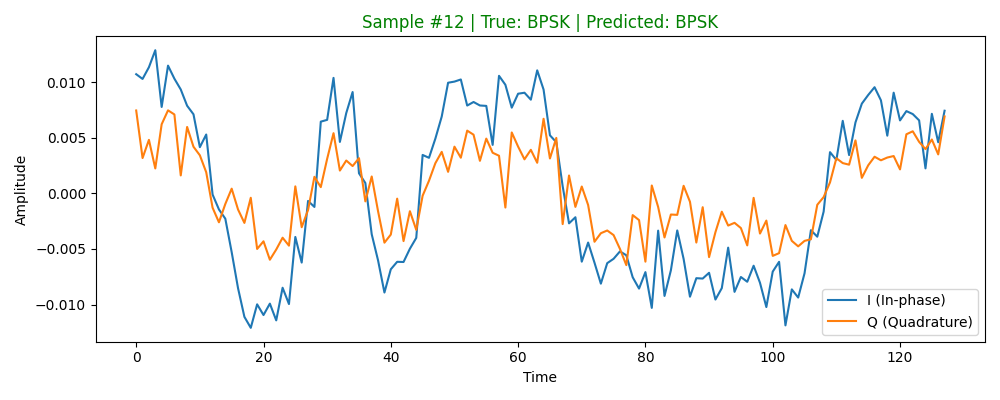 Sample #12 | True: BPSK | Predicted: BPSK
Amplitude
0.010
0.005
0.000
−0.005
−0.010
I (In-phase)
Q (Quadrature)
0
20
40
60
80
100
120
Time